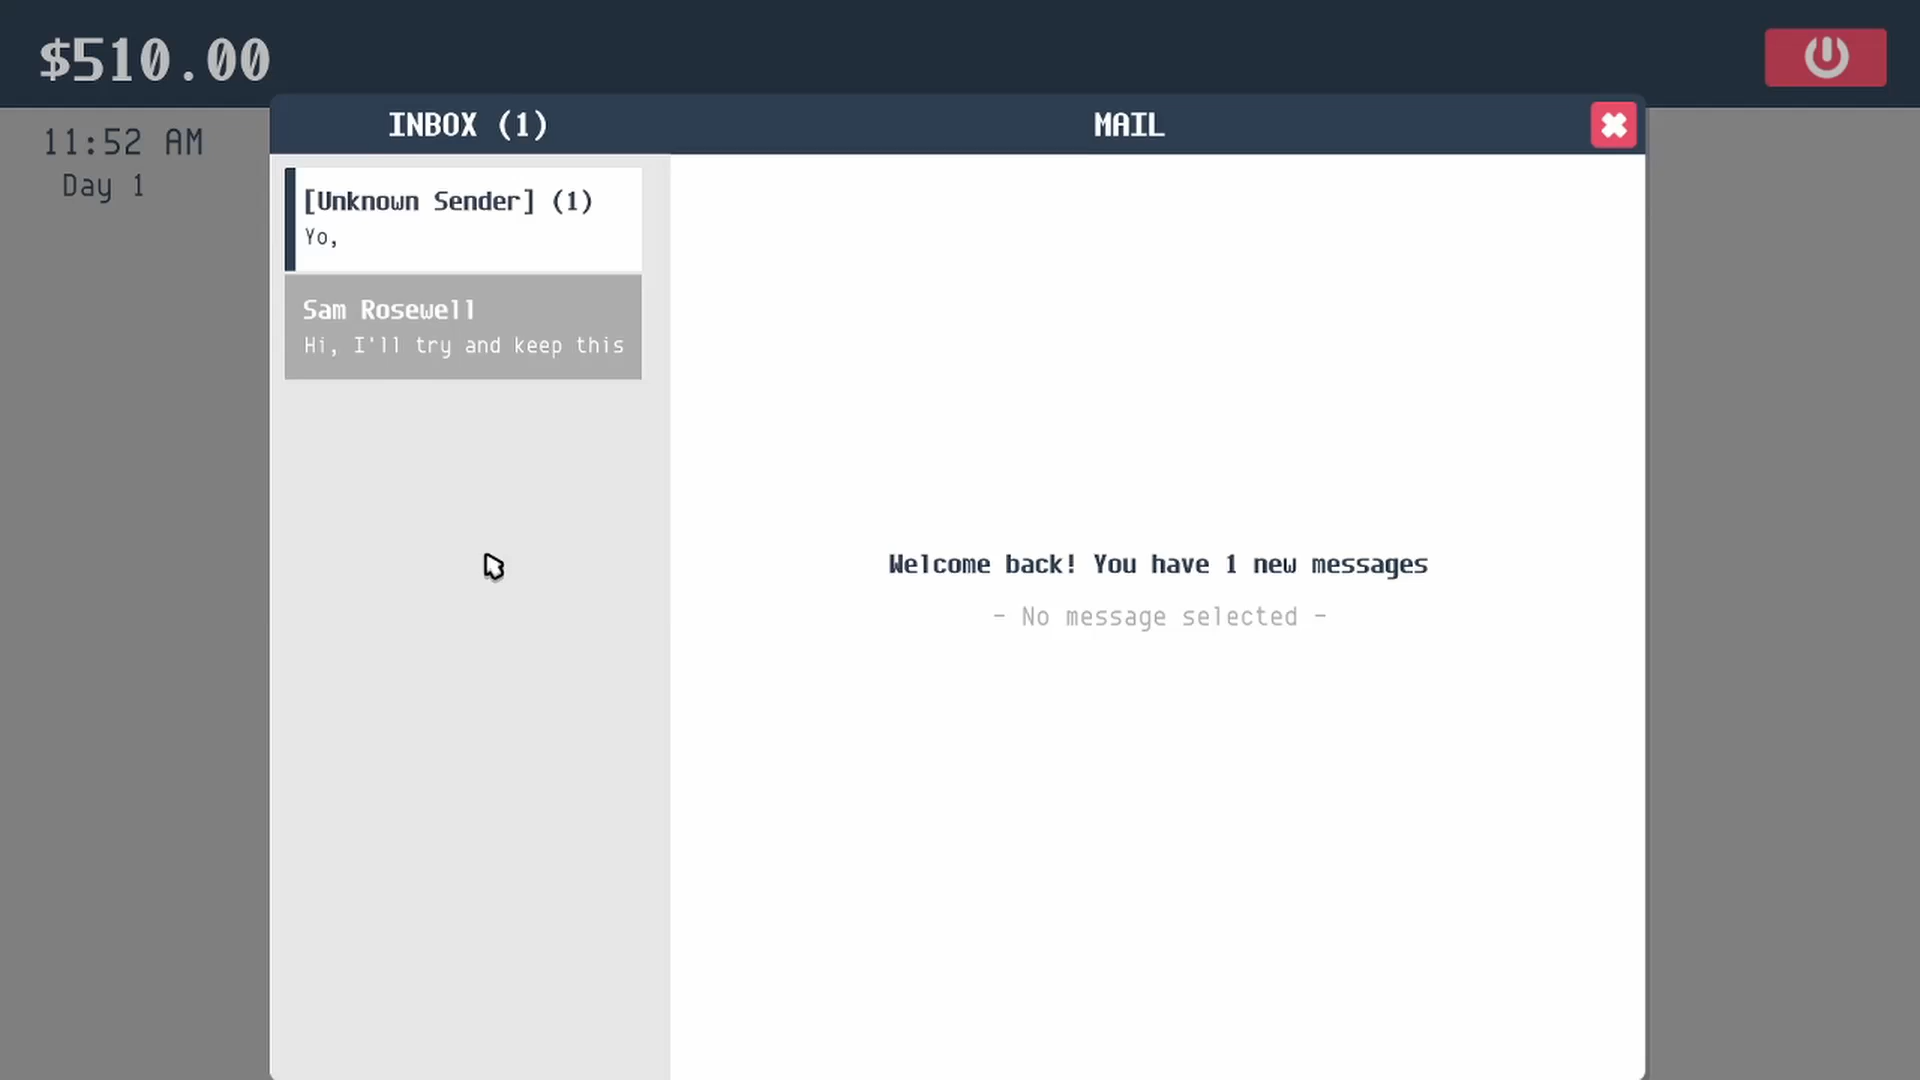 $510.00
11:52 AM
Day 1
INBOX (1)
MAIL
[Unknown Sender] (1)
Yo,
Sam Rosewell
Hi, I'll try and keep this
Welcome back! You have 1 new messages
- No message selected -